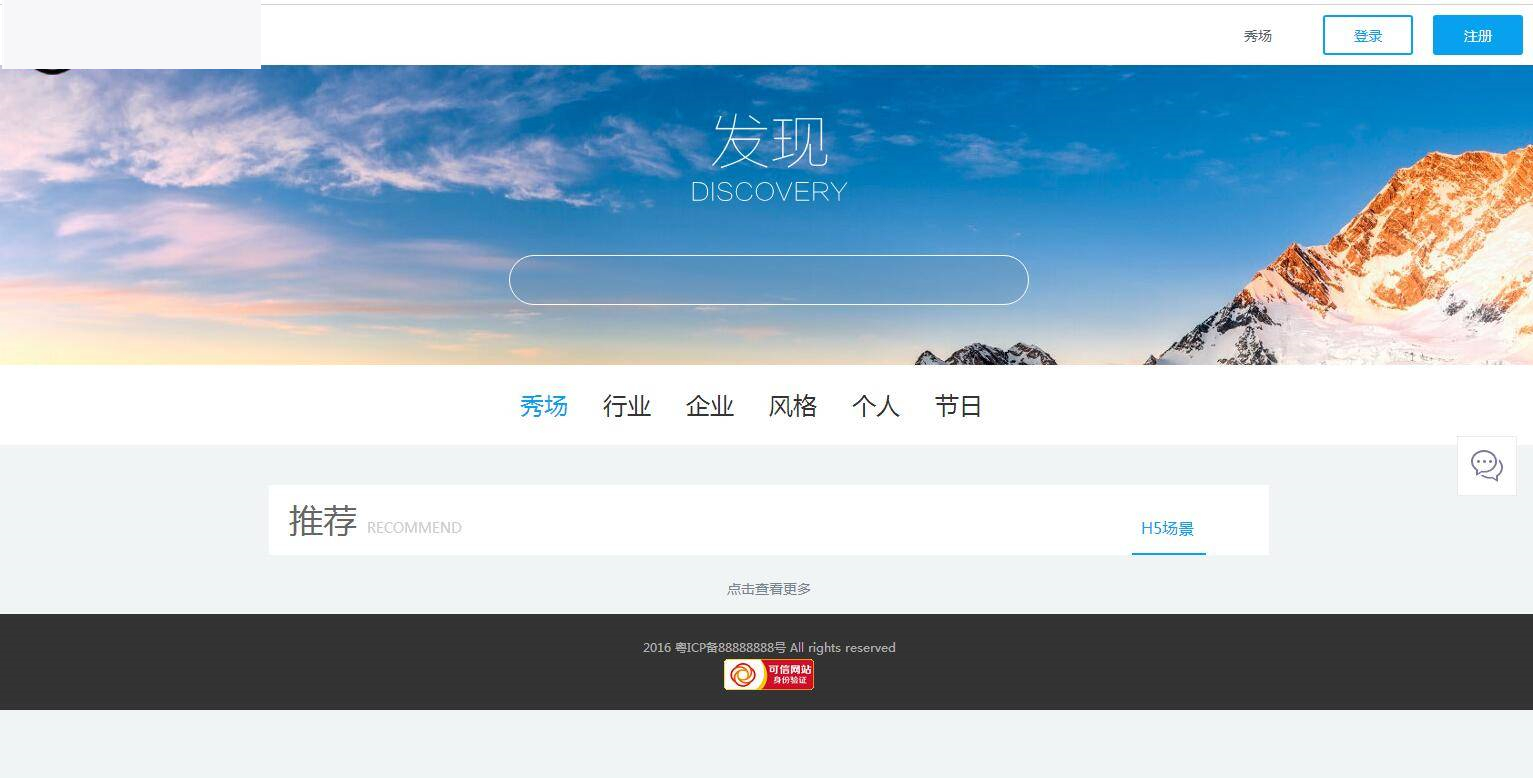 秀场 登录 注册
发现
DISCOVERY
秀场 行业 企业 风格 个人 节日
推荐 RECOMMEND H5场景
点击查看更多
2016 粤ICP备88888888号 All rights reserved
可信网站
身份验证